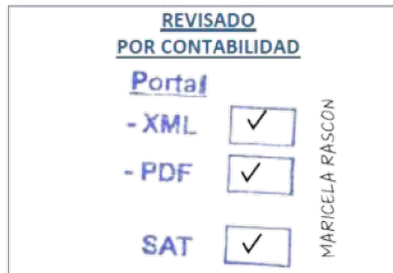 REVISADO
POR CONTABILIDAD
Portal
- XML ✓
- PDF ✓
SAT ✓
MARICELA RASCON